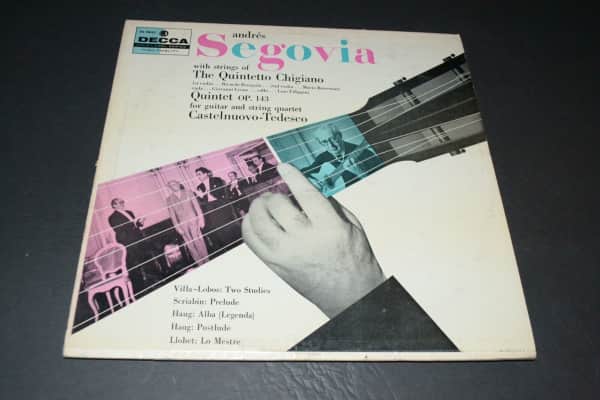 DECCA
andrés
Segovia
with strings of
The Quintetto Chigiano
Quintet OP. 143
for guitar and string quartet
Castelnuovo-Tedesco
Villa-Lobos: Two Studies
Scriabin: Prelude
Haug: Alba (Legenda)
Haug: Postlude
Llobet: Lo Mestre